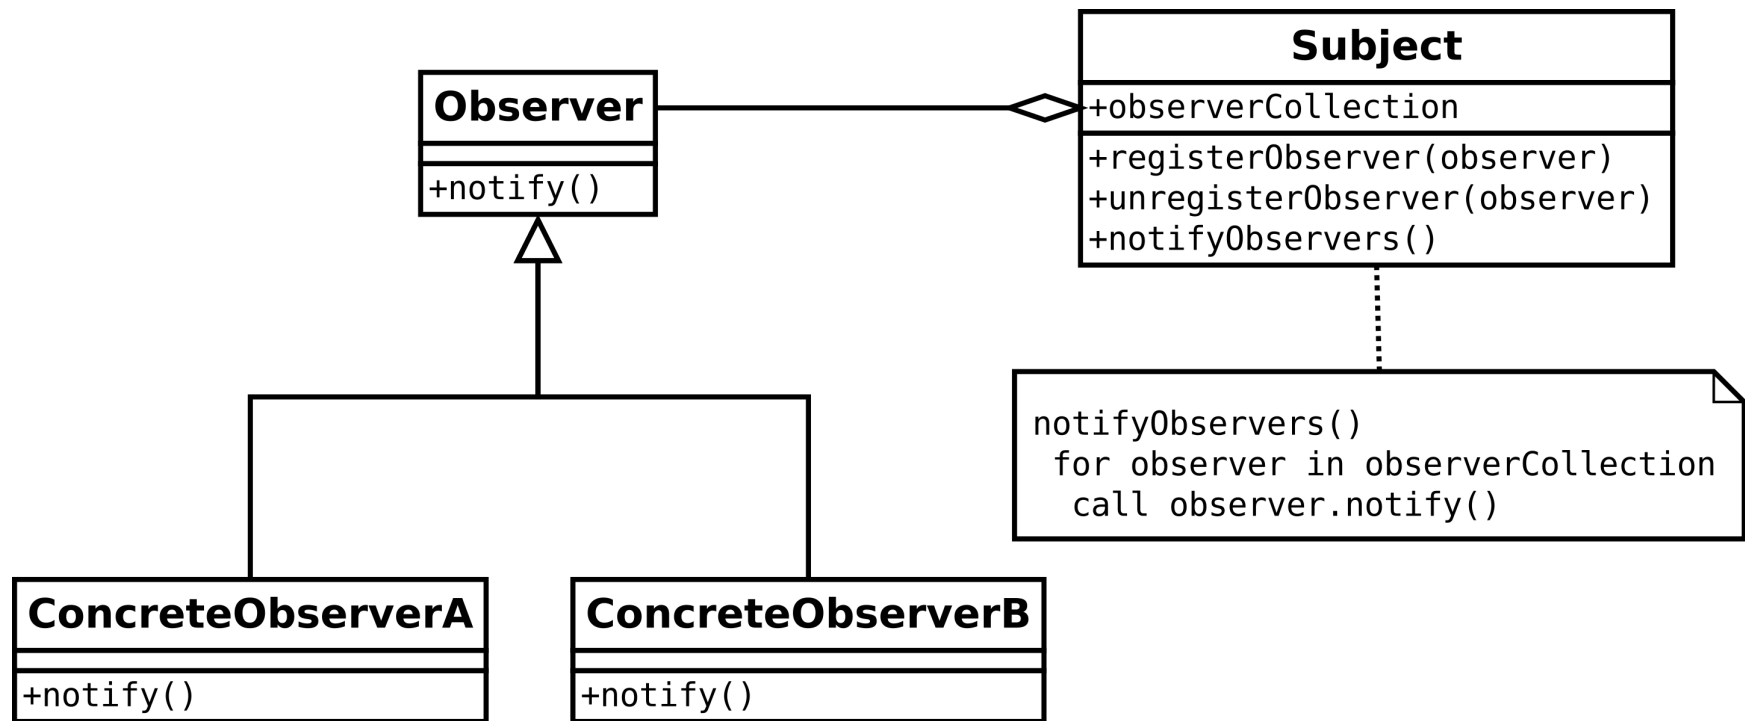 Observer
+notify()
Subject
+observerCollection
+registerObserver(observer)
+unregisterObserver(observer)
+notifyObservers()
notifyObservers()
 for observer in observerCollection
  call observer.notify()
ConcreteObserverA
+notify()
ConcreteObserverB
+notify()